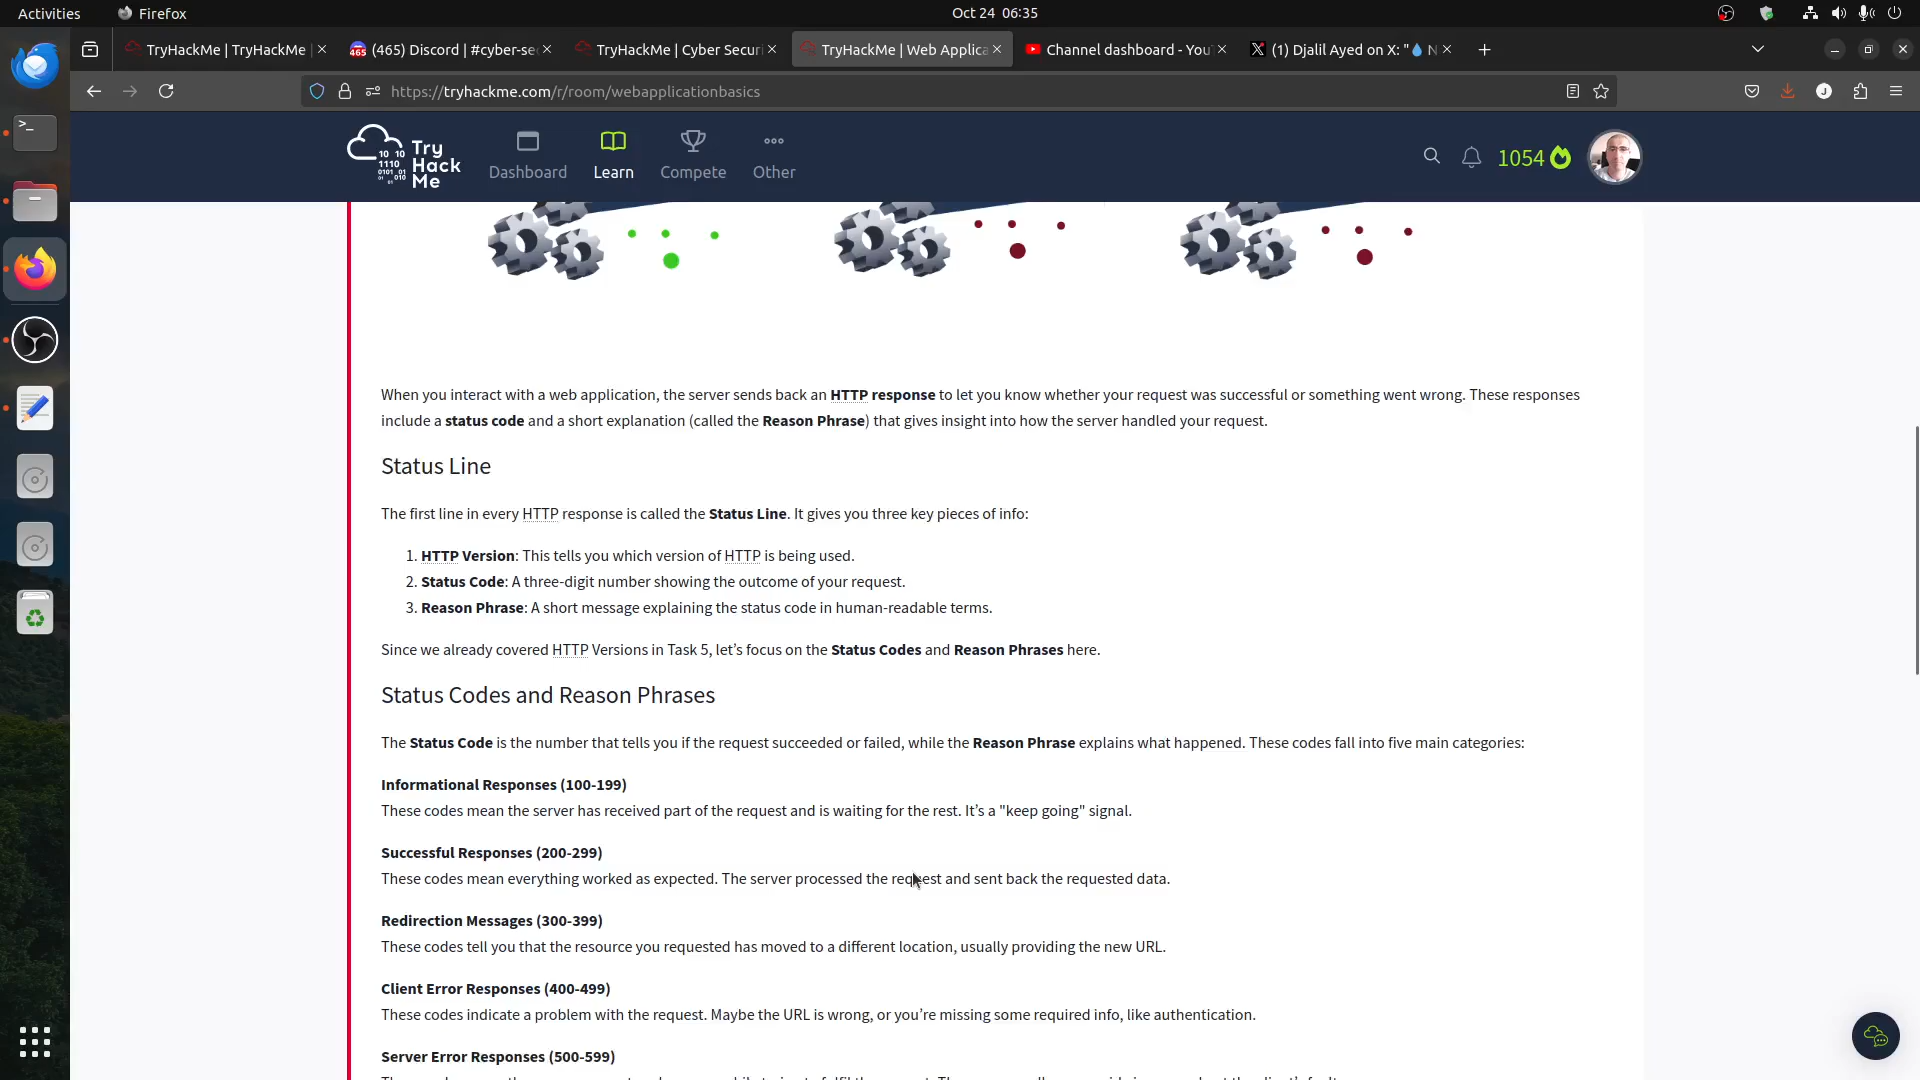 Activities
Firefox
Oct 24 06:35
TryHackMe | TryHackMe
(465) Discord | #cyber-se
TryHackMe | Cyber Securi
TryHackMe | Web Applica
Channel dashboard - You
(1) Djalil Ayed on X: "💧 N
https://tryhackme.com/r/room/webapplicationbasics
Try
Hack
Me
Dashboard
Learn
Compete
Other
1054
When you interact with a web application, the server sends back an HTTP response to let you know whether your request was successful or something went wrong. These responses
include a status code and a short explanation (called the Reason Phrase) that gives insight into how the server handled your request.
Status Line
The first line in every HTTP response is called the Status Line. It gives you three key pieces of info:
1. HTTP Version: This tells you which version of HTTP is being used.
2. Status Code: A three-digit number showing the outcome of your request.
3. Reason Phrase: A short message explaining the status code in human-readable terms.
Since we already covered HTTP Versions in Task 5, let’s focus on the Status Codes and Reason Phrases here.
Status Codes and Reason Phrases
The Status Code is the number that tells you if the request succeeded or failed, while the Reason Phrase explains what happened. These codes fall into five main categories:
Informational Responses (100-199)
These codes mean the server has received part of the request and is waiting for the rest. It’s a "keep going" signal.
Successful Responses (200-299)
These codes mean everything worked as expected. The server processed the request and sent back the requested data.
Redirection Messages (300-399)
These codes tell you that the resource you requested has moved to a different location, usually providing the new URL.
Client Error Responses (400-499)
These codes indicate a problem with the request. Maybe the URL is wrong, or you’re missing some required info, like authentication.
Server Error Responses (500-599)